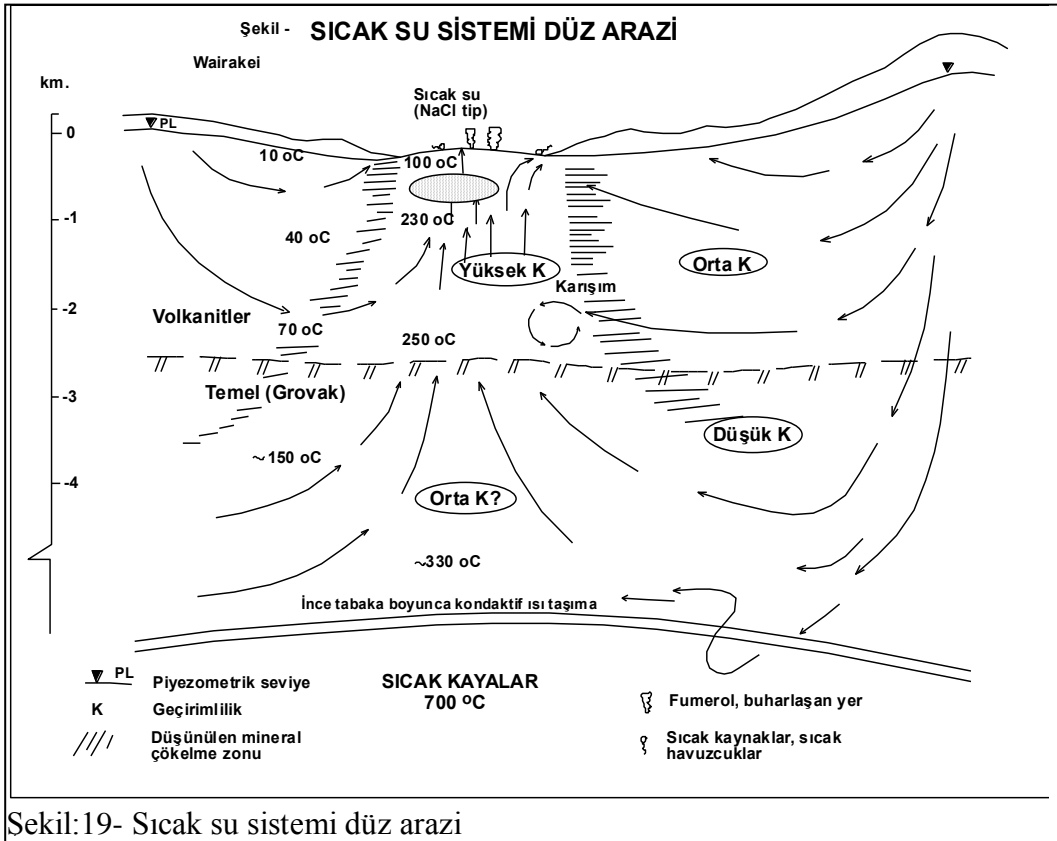 Şekil - SICAK SU SİSTEMİ DÜZ ARAZİ
Wairakei
km.
Sıcak su
(NaCl tip)
PL
0
10 oC
100 oC
-1
230 oC
40 oC
Yüksek K
Orta K
Karışım
-2
Volkanitler
70 oC
250 oC
-3
Temel (Grovak)
Düşük K
~150 oC
-4
Orta K?
~330 oC
İnce tabaka boyunca kondaktif ısı taşıma
PL Piyezometrik seviye
K Geçirimlilik
Düşünülen mineral
çökelme zonu
SICAK KAYALAR
700 ºC
Fumerol, buharlaşan yer
Sıcak kaynaklar, sıcak
havuzcuklar
Şekil:19- Sıcak su sistemi düz arazi